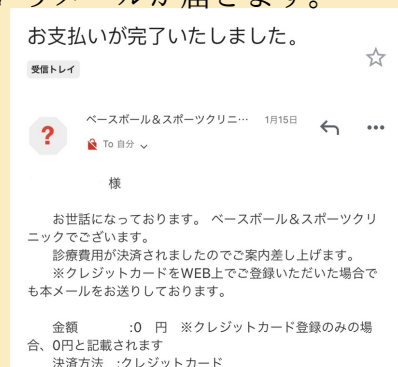 メールが届きます。
お支払いが完了いたしました。
受信トレイ
ベースボール＆スポーツクリニ… 1月15日
?
To 自分
様
お世話になっております。 ベースボール＆スポーツクリ
ニックでございます。
診療費用が決済されましたのでご案内差し上げます。
※クレジットカードをWEB上でご登録いただいた場合で
も本メールをお送りしております。
金額 :0 円 ※クレジットカード登録のみの場
合、0円と記載されます
決済方法 :クレジットカード